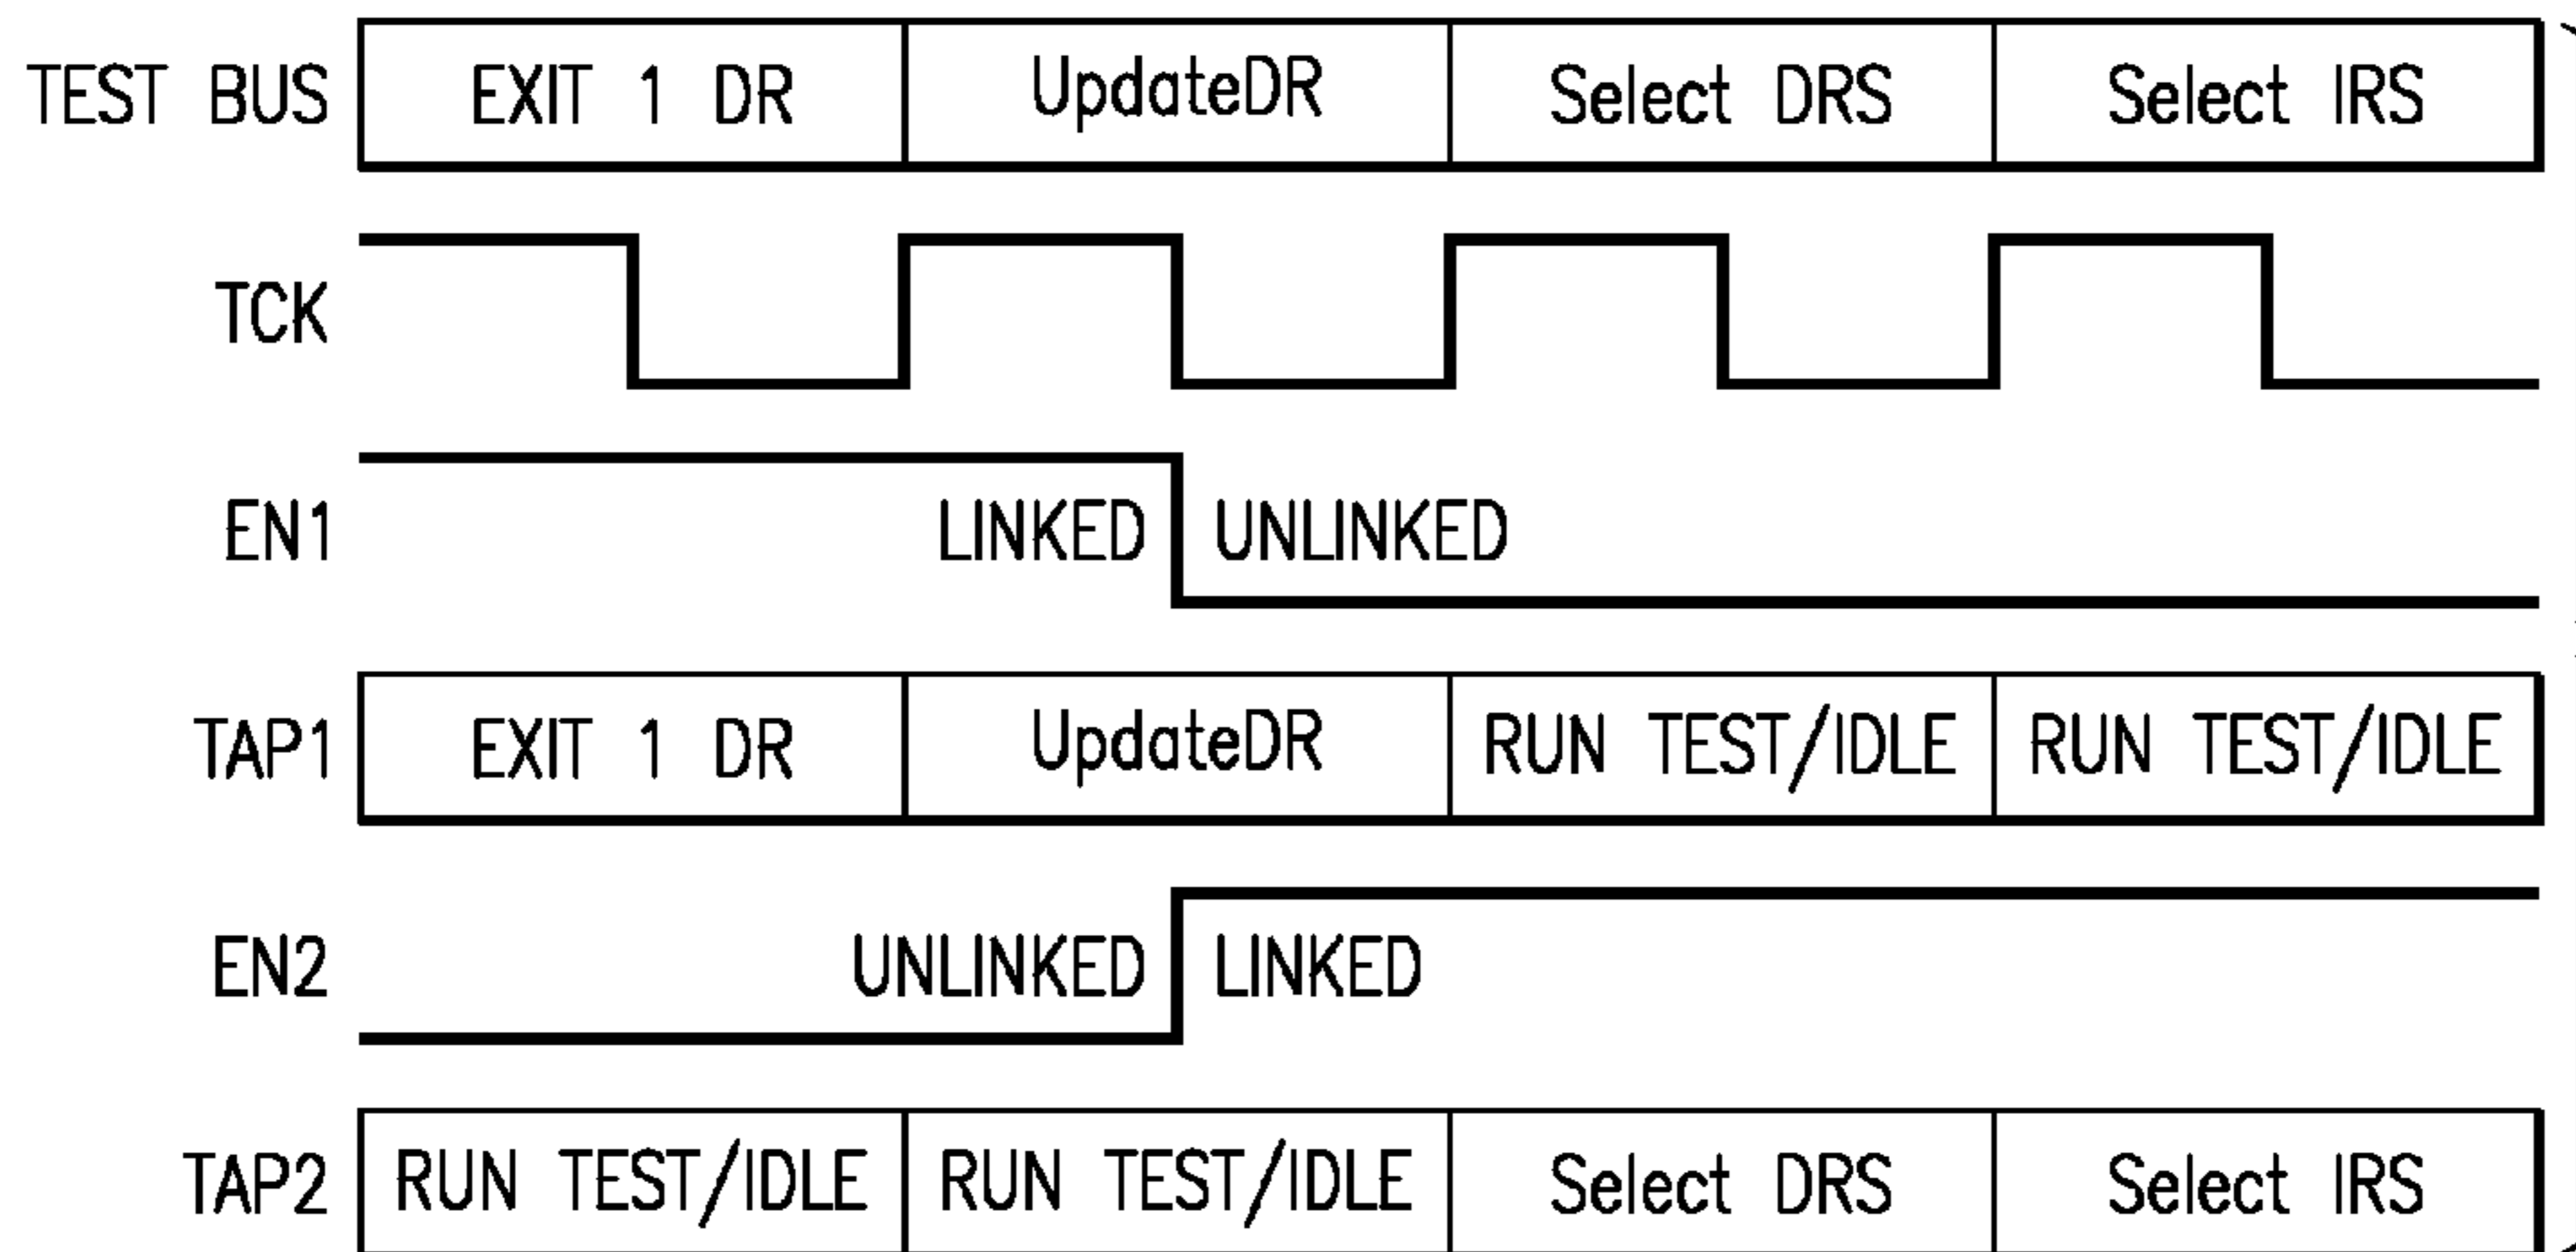 TEST BUS EXIT 1 DR UpdateDR Select DRS Select IRS
TCK
EN1 LINKED UNLINKED
TAP1 EXIT 1 DR UpdateDR RUN TEST/IDLE RUN TEST/IDLE
EN2 UNLINKED LINKED
TAP2 RUN TEST/IDLE RUN TEST/IDLE Select DRS Select IRS